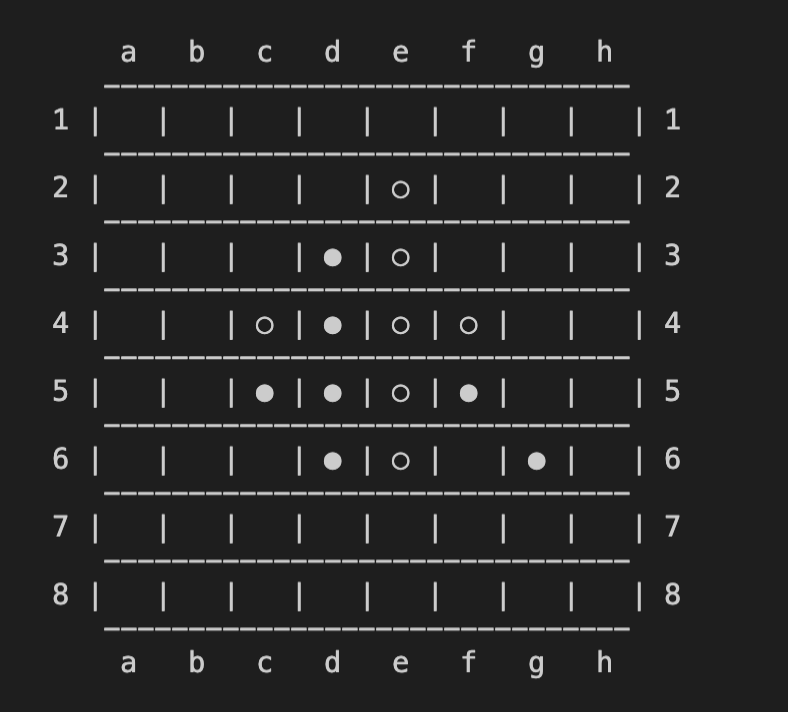 a b c d e f g h
1 | | | | | | | | | 1
2 | | | | |○| | | | 2
3 | | | |●|○| | | | 3
4 | | |○|●|○|○| | | 4
5 | | |●|●|○|●| | | 5
6 | | | |●|○| |●| | 6
7 | | | | | | | | | 7
8 | | | | | | | | | 8
a b c d e f g h